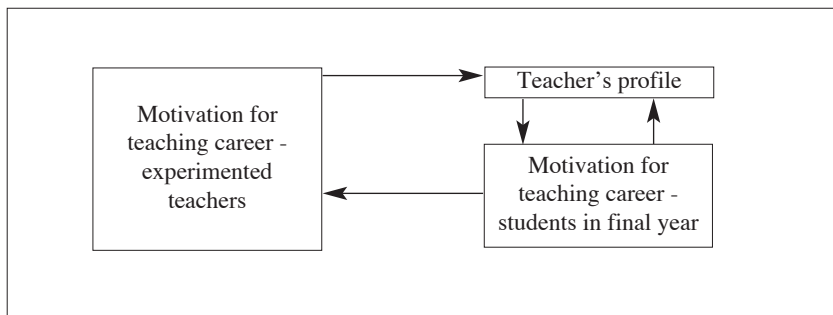 Motivation for
teaching career -
experimented
teachers
Teacher's profile
Motivation for
teaching career -
students in final year